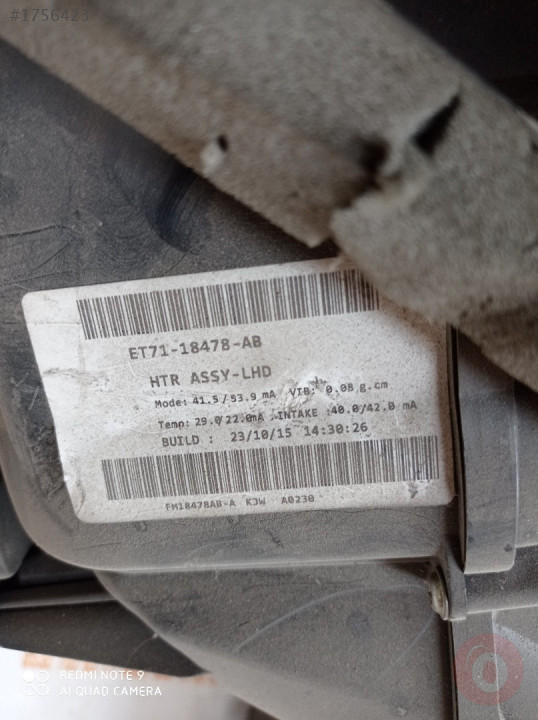 #1756423
ET71-18478-AB
HTR ASSY-LHD
Mode: 41.5/53.9 mA VIB: 0.08 g.cm
Temp: 29.0/22.0mA INTAKE :40.0/42.0 mA
BUILD : 23/10/15 14:30:26
FM18478AB-A KJW A0230
REDMI NOTE 9
AI QUAD CAMERA